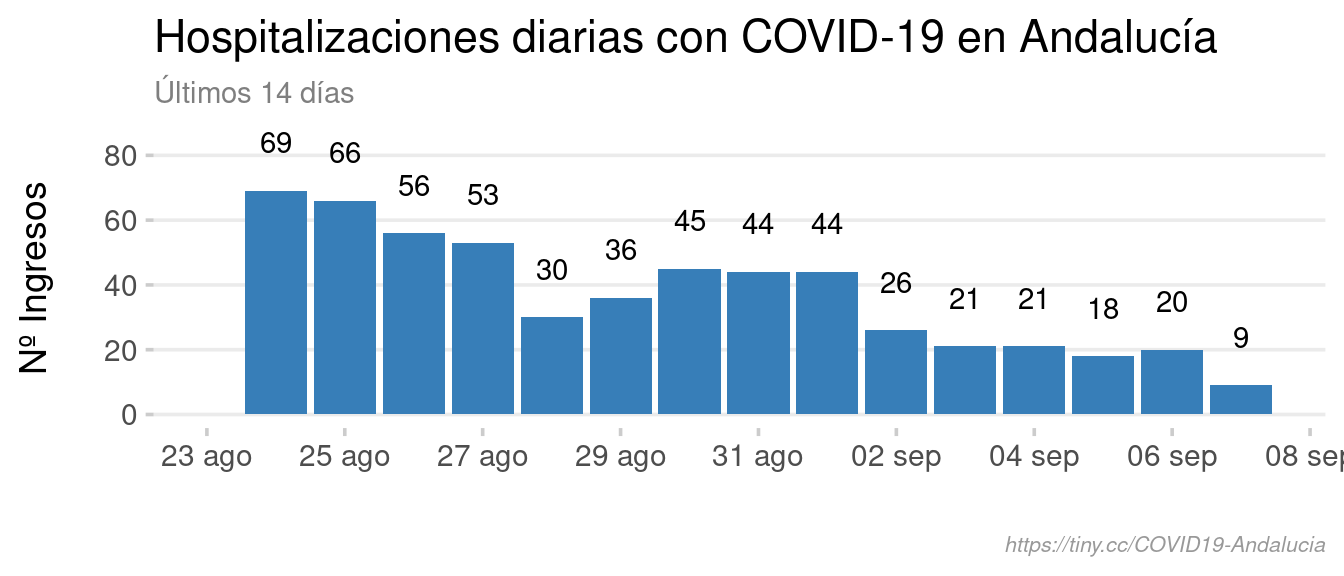 Hospitalizaciones diarias con COVID-19 en Andalucía
Últimos 14 días
Nº Ingresos
80
60
40
20
0
69 66 56 53 30 36 45 44 44 26 21 21 18 20 9
23 ago 25 ago 27 ago 29 ago 31 ago 02 sep 04 sep 06 sep 08 sep
https://tiny.cc/COVID19-Andalucia